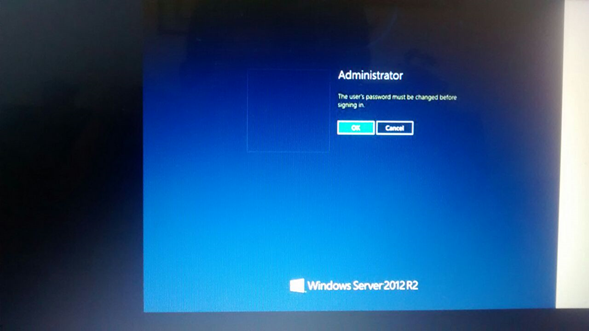 Administrator
The user's password must be changed before
signing in.
OK
Cancel
Windows Server 2012 R2